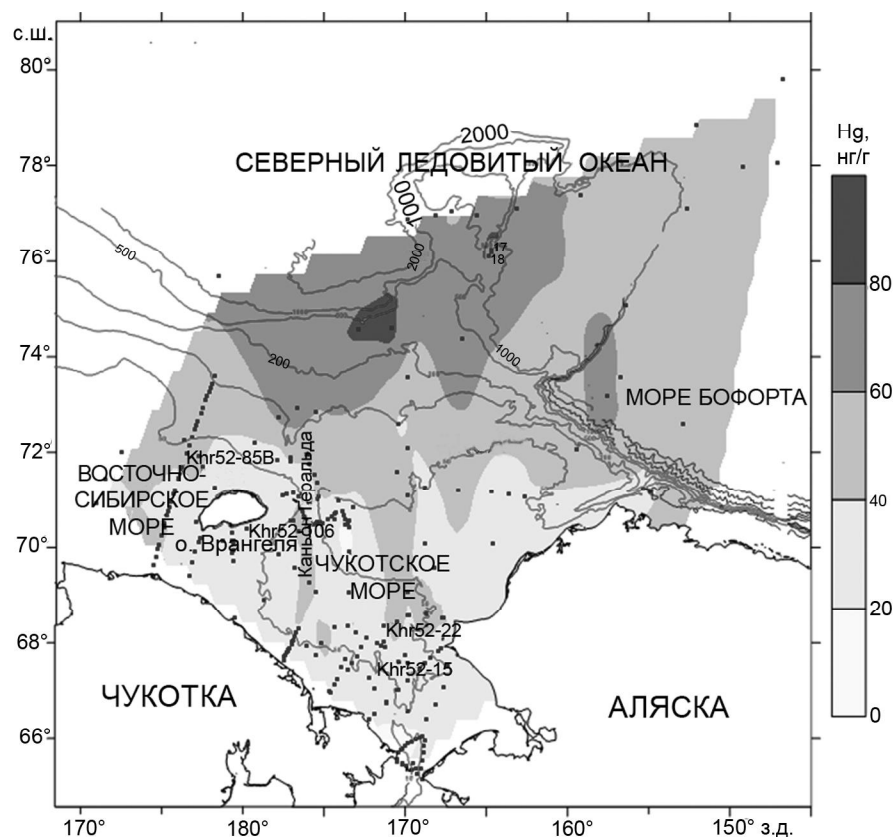 с.ш.
80°
78°
76°
74°
72°
70°
68°
66°
2000
СЕВЕРНЫЙ ЛЕДОВИТЫЙ ОКЕАН
1000
500
2000
17
18
200
1000
МОРЕ БОФОРТА
Khr52-85B
ВОСТОЧНО-
СИБИРСКОЕ
МОРЕ
Каньон Геральда
Khr52-106
о. Врангеля
ЧУКОТСКОЕ
МОРЕ
Khr52-22
Khr52-15
ЧУКОТКА
АЛЯСКА
170°
180°
170°
160°
150° з.д.
Hg,
нг/г
80
60
40
20
0